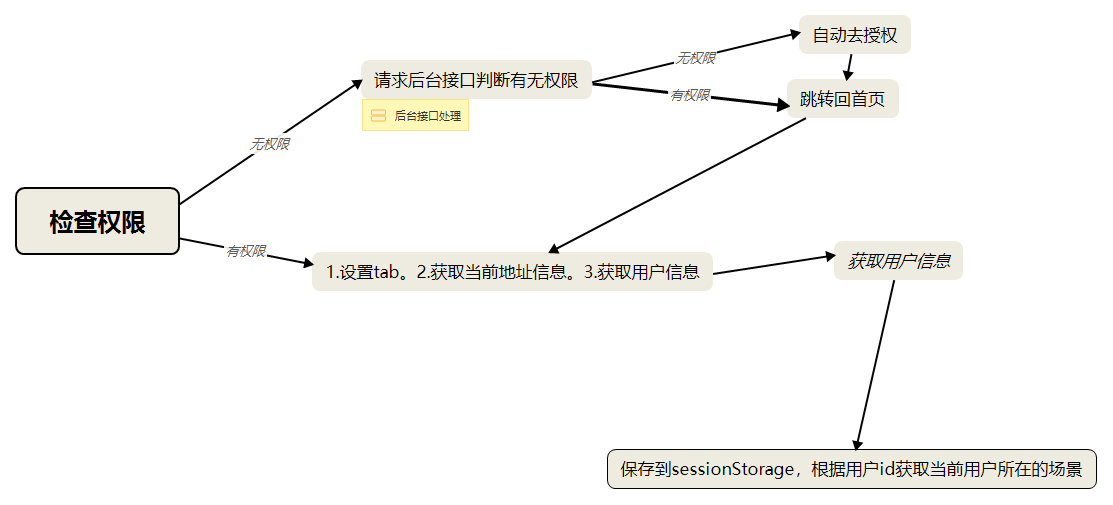 自动去授权
无权限
请求后台接口判断有无权限
有权限
跳转回首页
后台接口处理
无权限
检查权限
有权限
1.设置tab。2.获取当前地址信息。3.获取用户信息
获取用户信息
保存到sessionStorage，根据用户id获取当前用户所在的场景